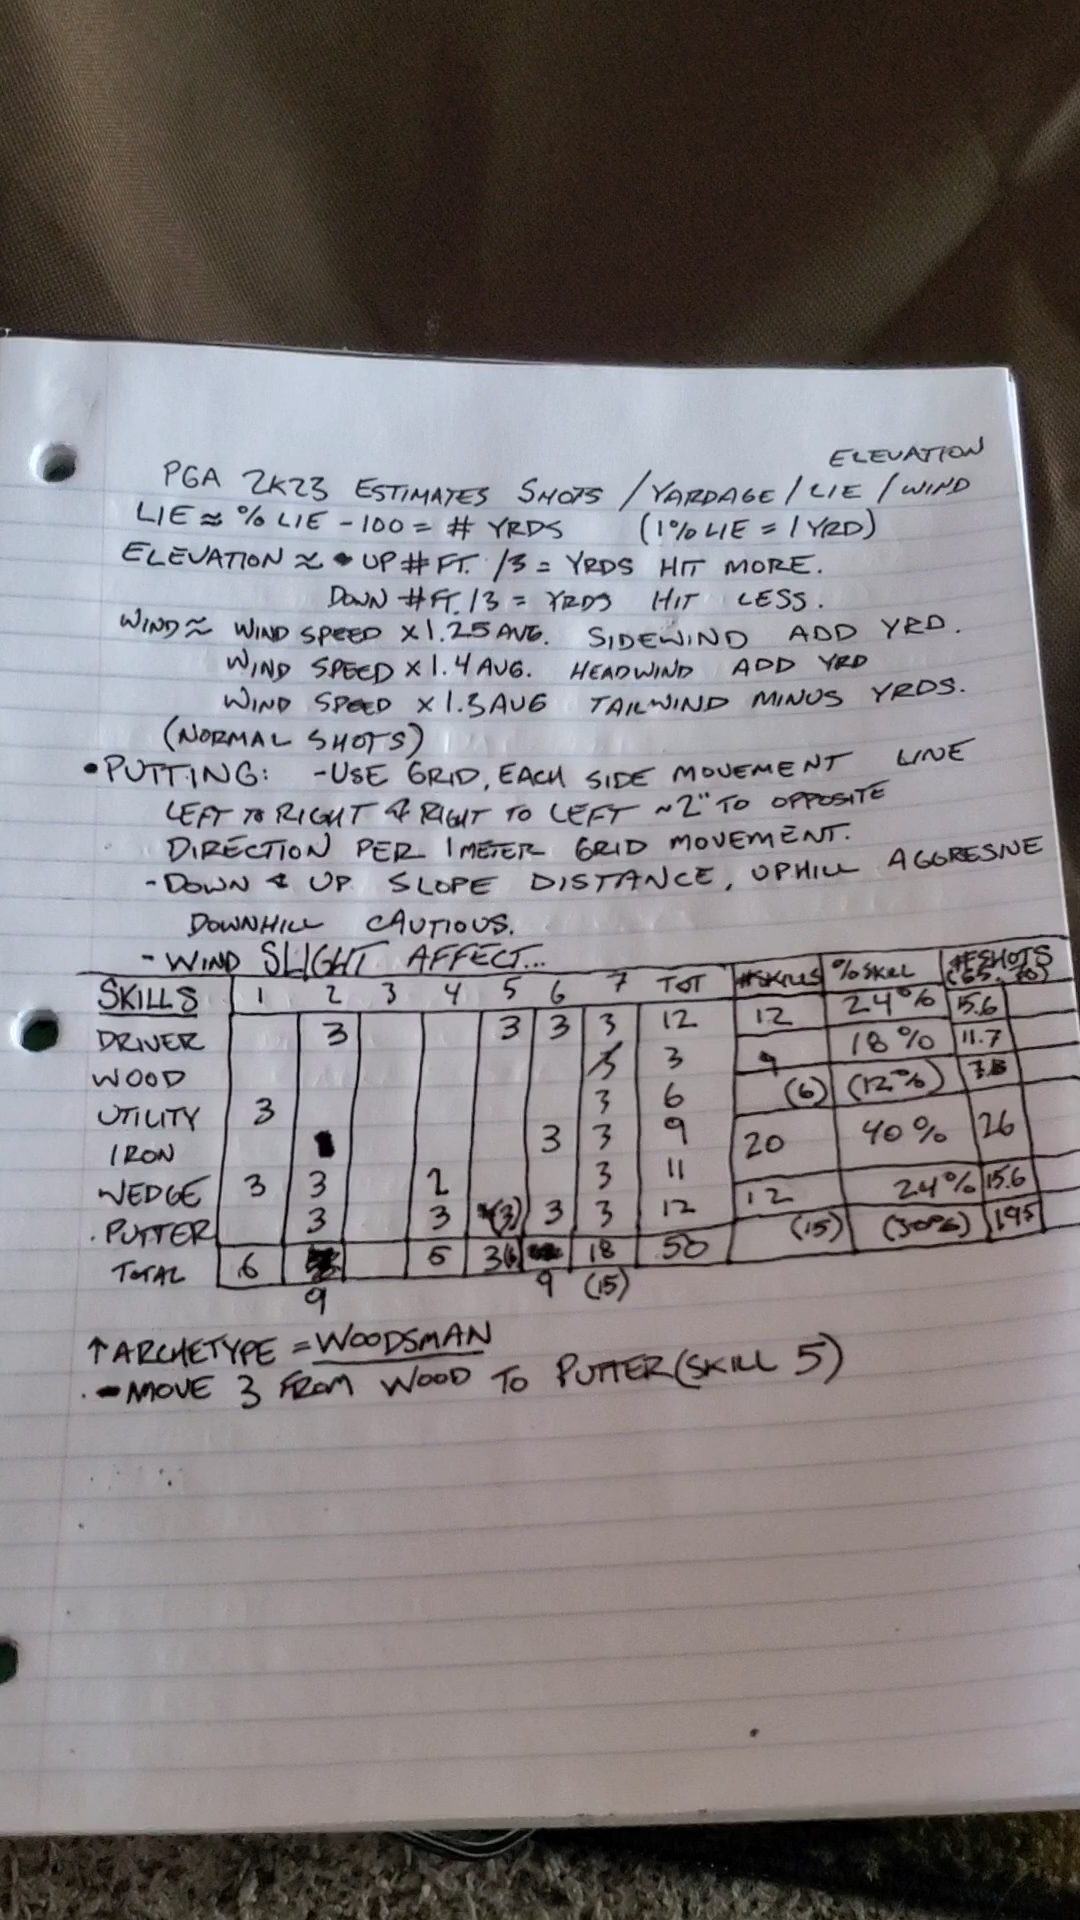 ELEVATION
PGA 2K23 ESTIMATES SHOTS / YARDAGE / LIE / WIND
LIE ≈ % LIE - 100 = # YRDS (1% LIE = 1 YRD)
ELEVATION ≈ UP # FT. /3 = YRDS HIT MORE.
DOWN #FT. /3 = YRDS HIT LESS.
WIND ≈ WIND SPEED X 1.25 AVG. SIDEWIND ADD YRD.
WIND SPEED X 1.4 AVG. HEADWIND ADD YRD
WIND SPEED X 1.3 AVG TAILWIND MINUS YRDS.
(NORMAL SHOTS)
• PUTTING: - USE GRID, EACH SIDE MOVEMENT LINE
LEFT TO RIGHT & RIGHT TO LEFT ~2" TO OPPOSITE
DIRECTION PER 1 METER GRID MOVEMENT.
- DOWN & UP SLOPE DISTANCE, UPHILL AGGRESIVE
DOWNHILL CAUTIOUS.
- WIND SLIGHT AFFECT...
SKILLS 1 2 3 4 5 6 7 TOT #SKILLS %SKILL #SHOTS
DRIVER 3 3 3 3 12 12 24% 15.6
WOOD 3 3 9 18% 11.7
UTILITY 3 3 6 (6) (12%)
IRON 3 3 9 20 40% 26
WEDGE 3 3 2 3 11
PUTTER 3 3 (3) 3 3 12 12 24% 15.6
(15) (30%) 19.5
TOTAL 6 5 18 50
9 9 (15)
↑ ARCHETYPE = WOODSMAN
- MOVE 3 FROM WOOD TO PUTTER (SKILL 5)